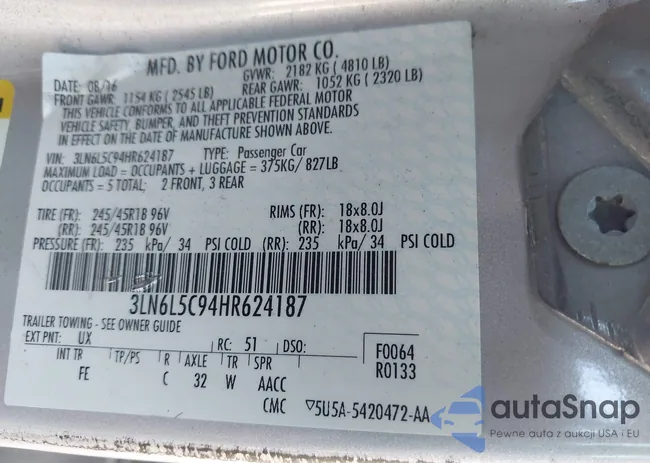 MFD. BY FORD MOTOR CO.
DATE: 08/16 GVWR: 2182 KG ( 4810 LB)
FRONT GAWR: 1154 KG ( 2545 LB) REAR GAWR: 1052 KG ( 2320 LB)
THIS VEHICLE CONFORMS TO ALL APPLICABLE FEDERAL MOTOR
VEHICLE SAFETY, BUMPER, AND THEFT PREVENTION STANDARDS
IN EFFECT ON THE DATE OF MANUFACTURE SHOWN ABOVE.
VIN: 3LN6L5C94HR624187 TYPE: Passenger Car
MAXIMUM LOAD = OCCUPANTS + LUGGAGE = 375KG/ 827LB
OCCUPANTS = 5 TOTAL: 2 FRONT, 3 REAR
TIRE (FR): 245/45R18 96V RIMS (FR): 18x8.0J
(RR): 245/45R18 96V (RR): 18x8.0J
PRESSURE (FR): 235 kPa/ 34 PSI COLD (RR): 235 kPa/ 34 PSI COLD
3LN6L5C94HR624187
TRAILER TOWING - SEE OWNER GUIDE
EXT PNT: UX RC: 51 DSO: F0064
INT TR TP/PS R AXLE TR SPR R0133
FE C 32 W AACC
CMC ▽5U5A-5420472-AA
autoSnap
Pewne auta z aukcji USA i EU